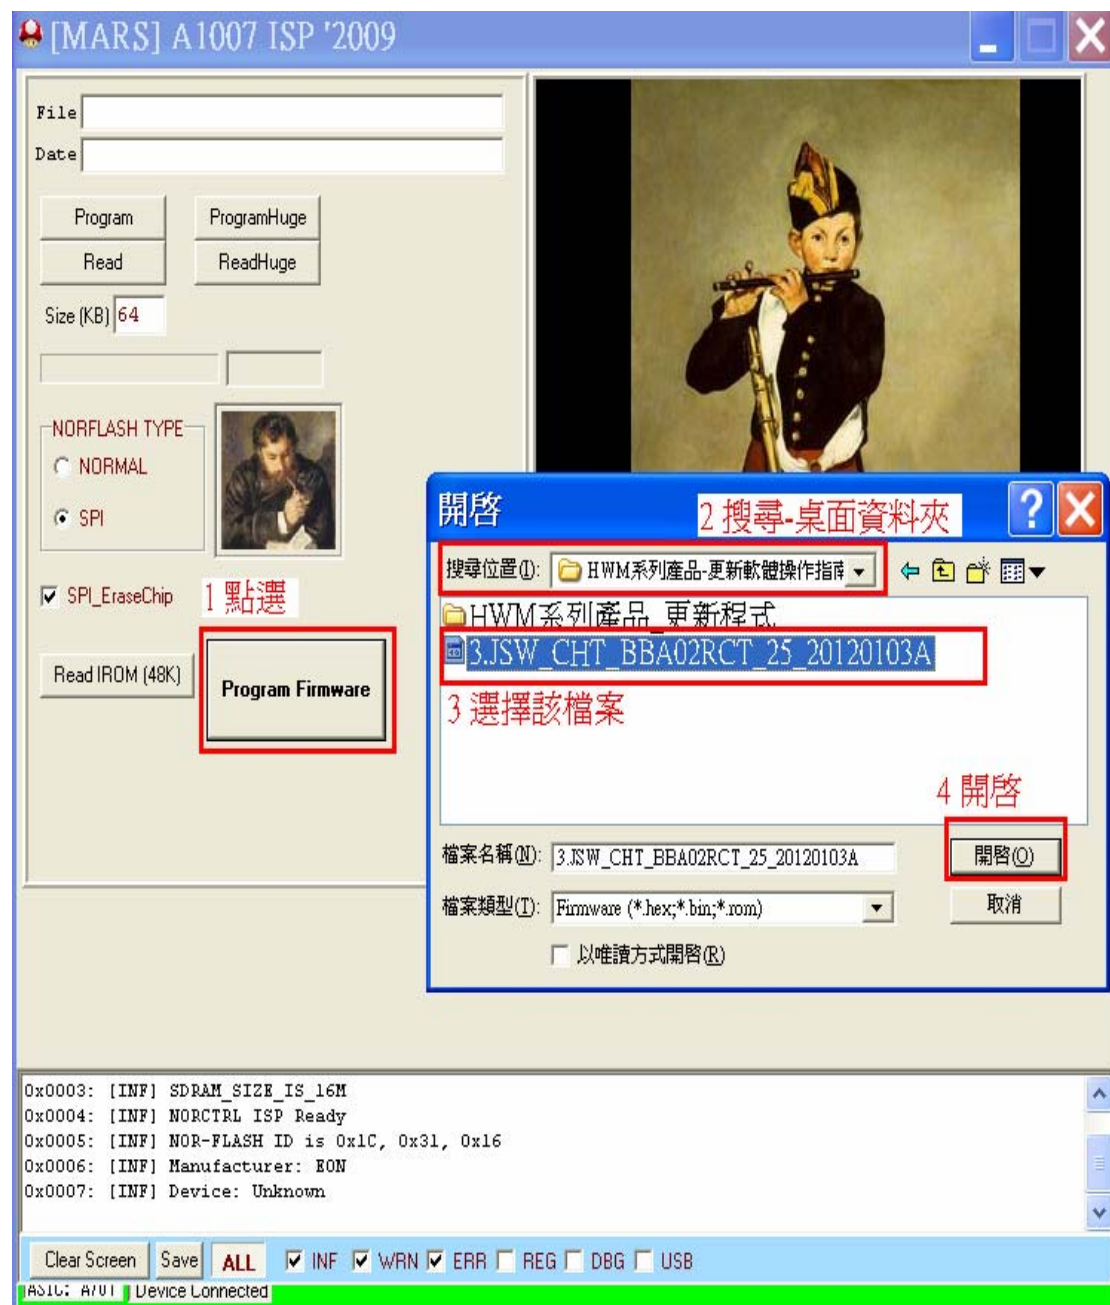 [MARS] A1007 ISP '2009
File
Date
Program
ProgramHuge
Read
ReadHuge
Size (KB) 64
NORFLASH TYPE
NORMAL
SPI
SPI_EraseChip
1 點選
Read IROM (48K)
Program Firmware
開啓
2 搜尋-桌面資料夾
搜尋位置(I): HWM系列產品-更新軟體操作指南
HWM系列產品_更新程式
3.JSW_CHT_BBA02RCT_25_20120103A
3 選擇該檔案
4 開啓
檔案名稱(N): 3.JSW_CHT_BBA02RCT_25_20120103A
開啓(O)
檔案類型(T): Firmware (*.hex;*.bin;*.rom)
取消
以唯讀方式開啓(R)
0x0003: [INF] SDRAM_SIZE_IS_16M
0x0004: [INF] NORCTRL ISP Ready
0x0005: [INF] NOR-FLASH ID is 0x1C, 0x31, 0x16
0x0006: [INF] Manufacturer: EON
0x0007: [INF] Device: Unknown
Clear Screen Save ALL INF WRN ERR REG DBG USB
ASIC: A701 Device Connected